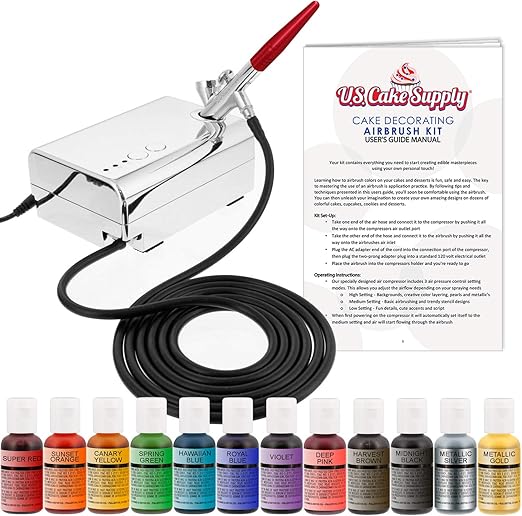 U.S. Cake Supply®
CAKE DECORATING
AIRBRUSH KIT
USER'S GUIDE MANUAL
Your kit contains everything you need to start creating edible masterpieces
using your own personal touch!
Learning how to airbrush colors on your cakes and desserts is fun, safe and easy. The key
to mastering the use of an airbrush is application practice. By following tips and
techniques presented in this users guide, you'll soon be comfortable using the airbrush.
You can then unleash your imagination to create your own amazing designs on dozens of
colorful cakes, cupcakes, cookies and desserts.
Kit Set-Up:
• Take one end of the air hose and connect it to the compressor by pushing it all
the way onto the compressors air outlet port
• Take the other end of the hose and connect it to the airbrush by pushing it all the
way onto the airbrushes air inlet
• Plug the AC adapter end of the cord into the connection port of the compressor,
then plug the two-prong adapter plug into a standard 120 volt electrical outlet
• Place the airbrush into the compressors holder and you're ready to go
Operating Instructions:
• Our specially designed air compressor includes 3 air pressure control setting
modes. This allows you to adjust the airflow depending on your spraying needs
o High Setting - Backgrounds, creative color layering, pearls and metallic's
o Medium Setting - Basic airbrushing and trendy stencil designs
o Low Setting - Fun details, cute accents and script
• When first powering on the compressor it will automatically set itself to the
medium setting and air will start flowing through the airbrush
SUPER RED
SUNSET ORANGE
CANARY YELLOW
SPRING GREEN
HAWAIIAN BLUE
ROYAL BLUE
VIOLET
DEEP PINK
HARVEST BROWN
MIDNIGHT BLACK
METALLIC SILVER
METALLIC GOLD